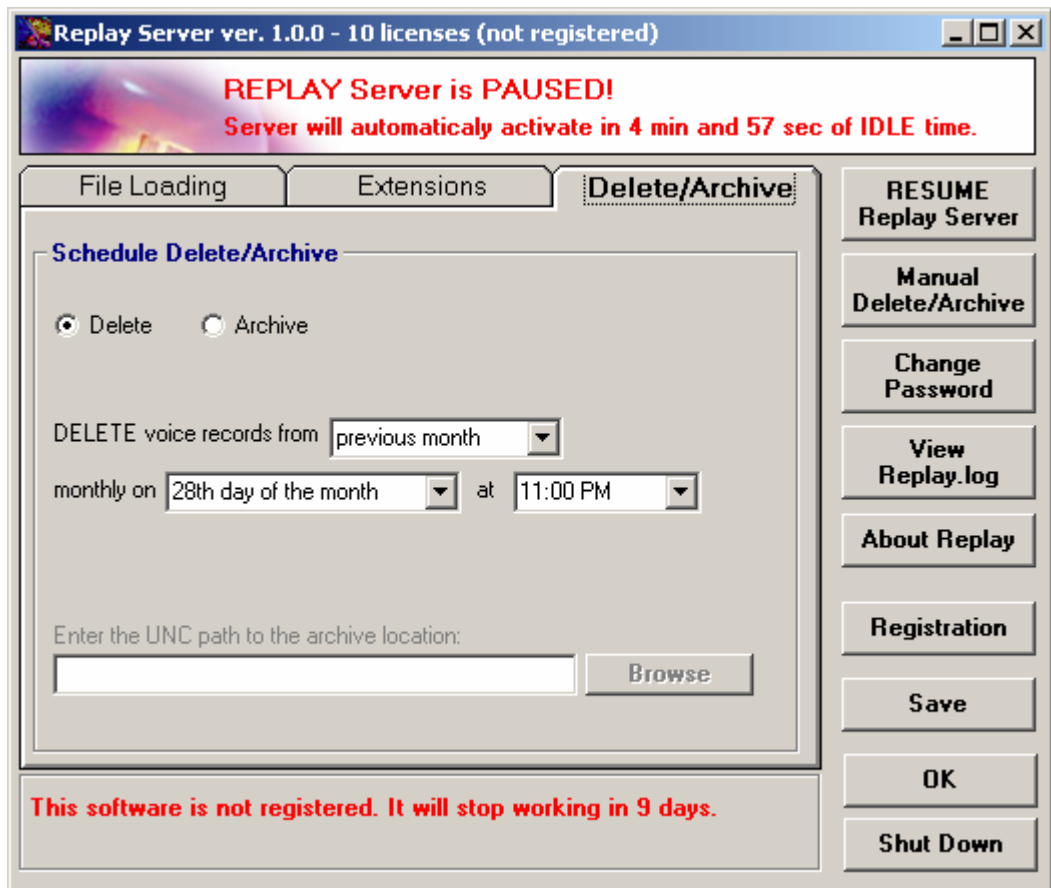 Replay Server ver. 1.0.0 - 10 licenses (not registered)
REPLAY Server is PAUSED!
Server will automaticaly activate in 4 min and 57 sec of IDLE time.
File Loading
Extensions
Delete/Archive
Schedule Delete/Archive
Delete
Archive
DELETE voice records from previous month
monthly on 28th day of the month at 11:00 PM
Enter the UNC path to the archive location:
Browse
This software is not registered. It will stop working in 9 days.
RESUME
Replay Server
Manual
Delete/Archive
Change
Password
View
Replay.log
About Replay
Registration
Save
OK
Shut Down